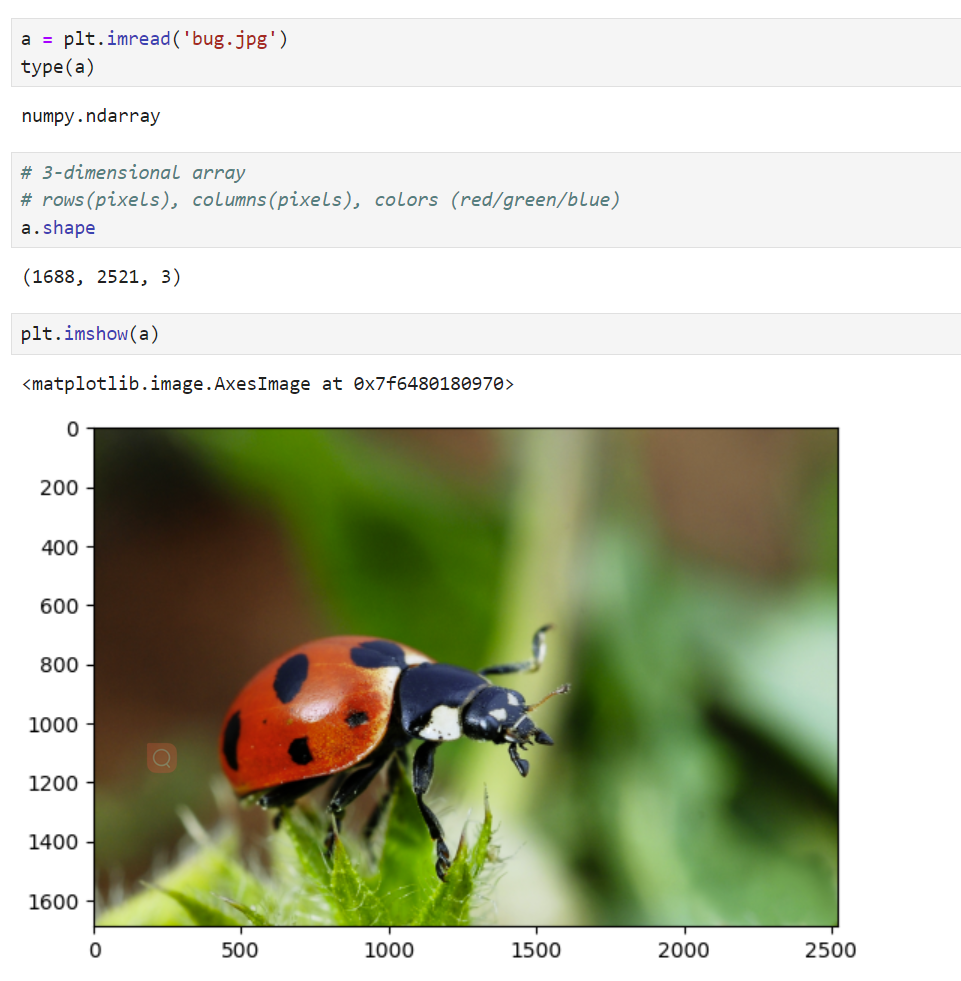 a = plt.imread('bug.jpg')
type(a)
numpy.ndarray
# 3-dimensional array
# rows(pixels), columns(pixels), colors (red/green/blue)
a.shape
(1688, 2521, 3)
plt.imshow(a)
<matplotlib.image.AxesImage at 0x7f6480180970>
0
200
400
600
800
1000
1200
1400
1600
0 500 1000 1500 2000 2500